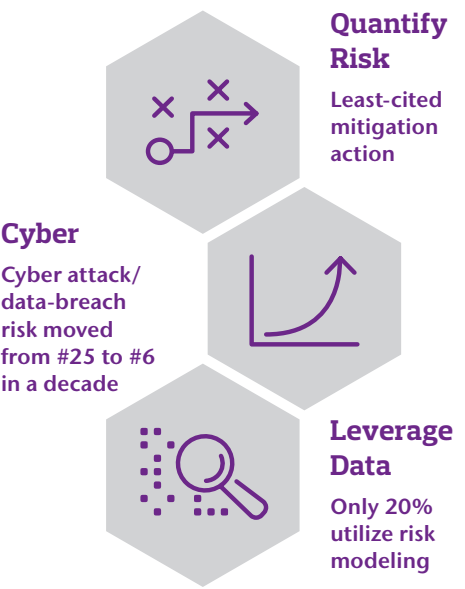 Quantify
Risk
Least-cited
mitigation
action
Cyber
Cyber attack/
data-breach
risk moved
from #25 to #6
in a decade
Leverage
Data
Only 20%
utilize risk
modeling